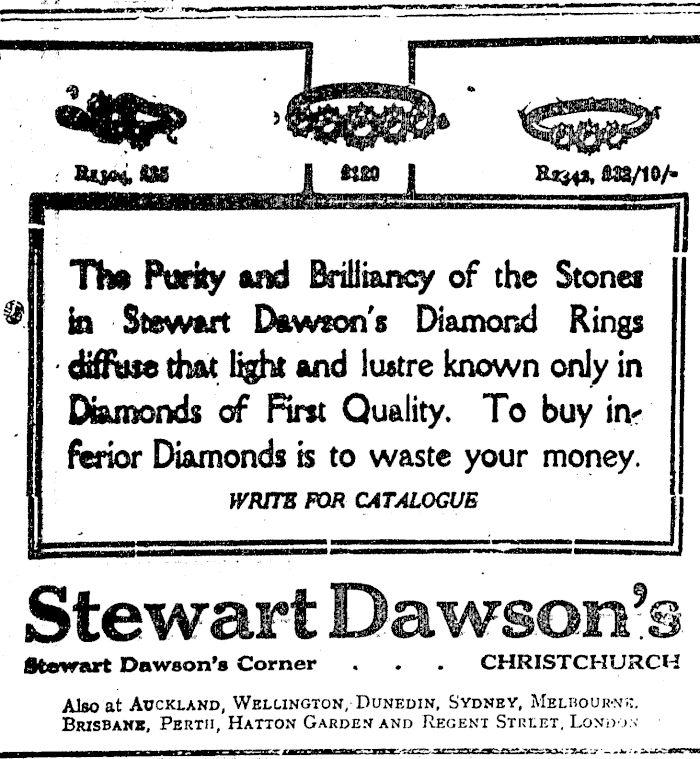 £35
£120
R2342, £32/10/-
The Purity and Brilliancy of the Stones
in Stewart Dawson's Diamond Rings
diffuse that light and lustre known only in
Diamonds of First Quality. To buy in-
ferior Diamonds is to waste your money.
WRITE FOR CATALOGUE
Stewart Dawson's
Stewart Dawson's Corner . . . CHRISTCHURCH
Also at AUCKLAND, WELLINGTON, DUNEDIN, SYDNEY, MELBOURNE,
BRISBANE, PERTH, HATTON GARDEN AND REGENT STREET, LONDON